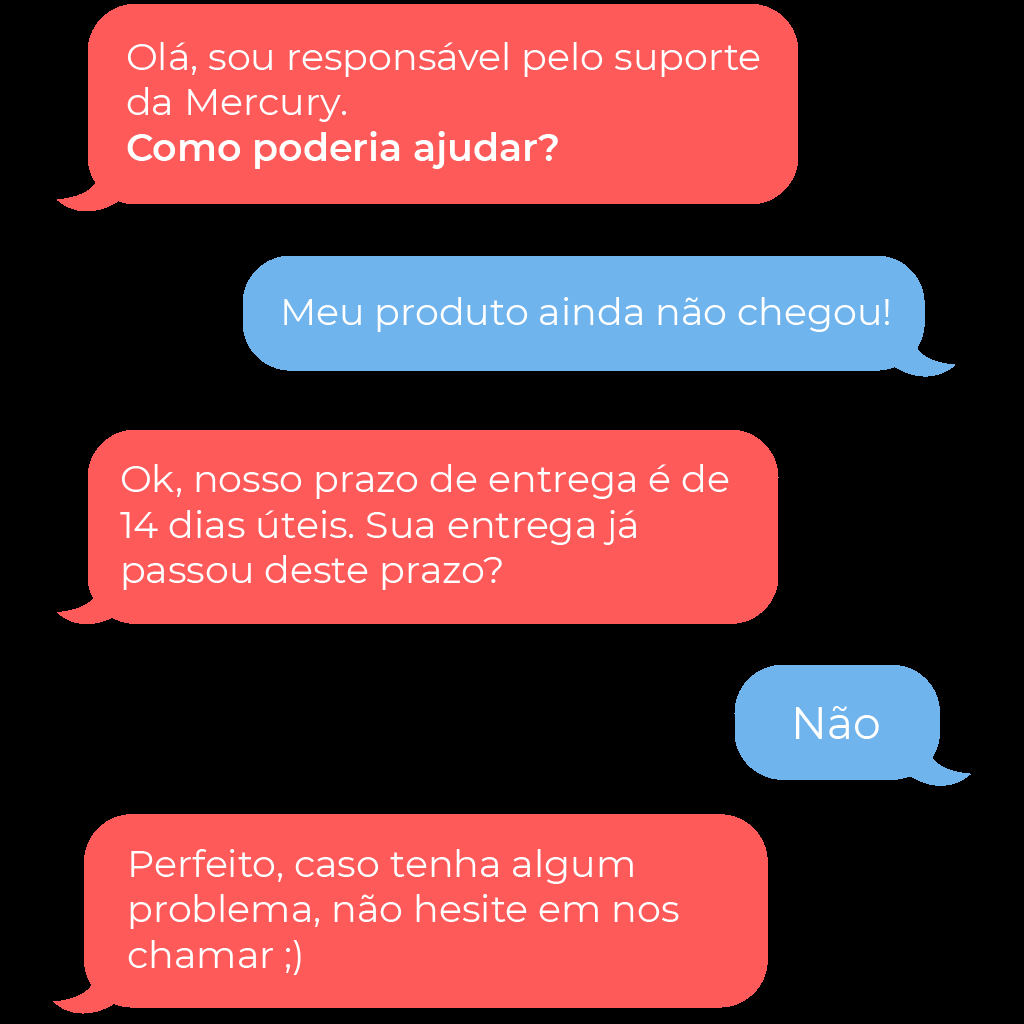 Olá, sou responsável pelo suporte
da Mercury.
Como poderia ajudar?
Meu produto ainda não chegou!
Ok, nosso prazo de entrega é de
14 dias úteis. Sua entrega já
passou deste prazo?
Não
Perfeito, caso tenha algum
problema, não hesite em nos
chamar ;)